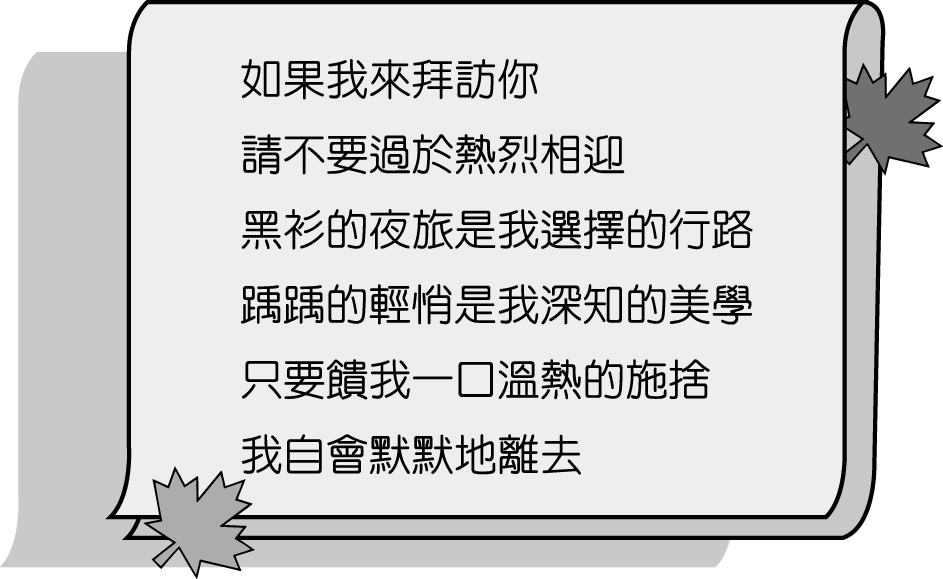 如果我來拜訪你
請不要過於熱烈相迎
黑衫的夜旅是我選擇的行路
踽踽的輕悄是我深知的美學
只要饋我一口溫熱的施捨
我自會默默地離去